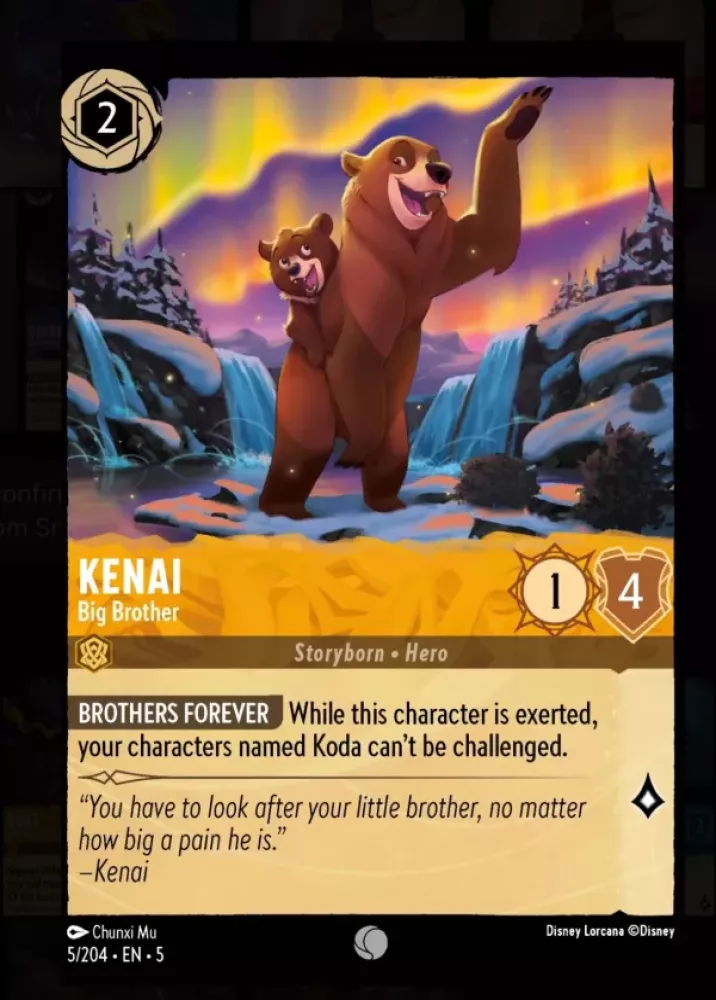 2
KENAI
Big Brother
1
4
Storyborn • Hero
BROTHERS FOREVER While this character is exerted,
your characters named Koda can't be challenged.
“You have to look after your little brother, no matter
how big a pain he is.”
–Kenai
Chunxi Mu
5/204 • EN • 5
Disney Lorcana ©Disney